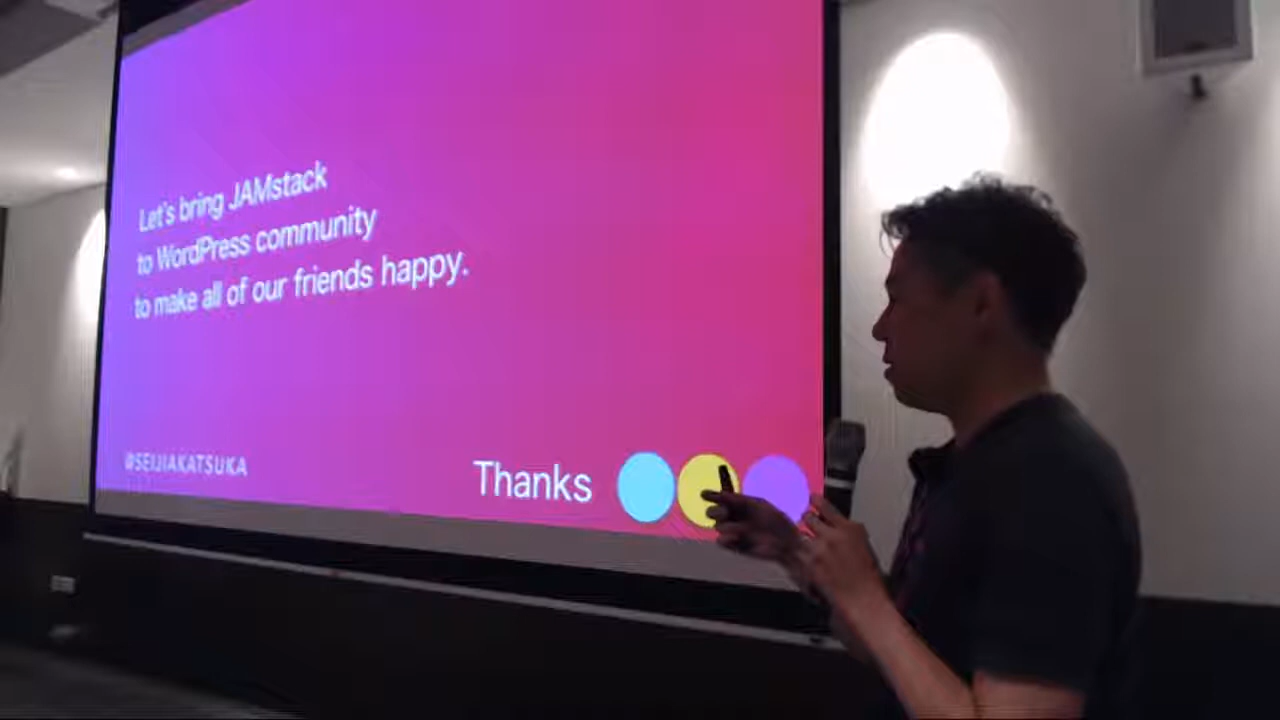 Let's bring JAMstack
to WordPress community
to make all of our friends happy.
@SEIJIAKATSUKA
Thanks